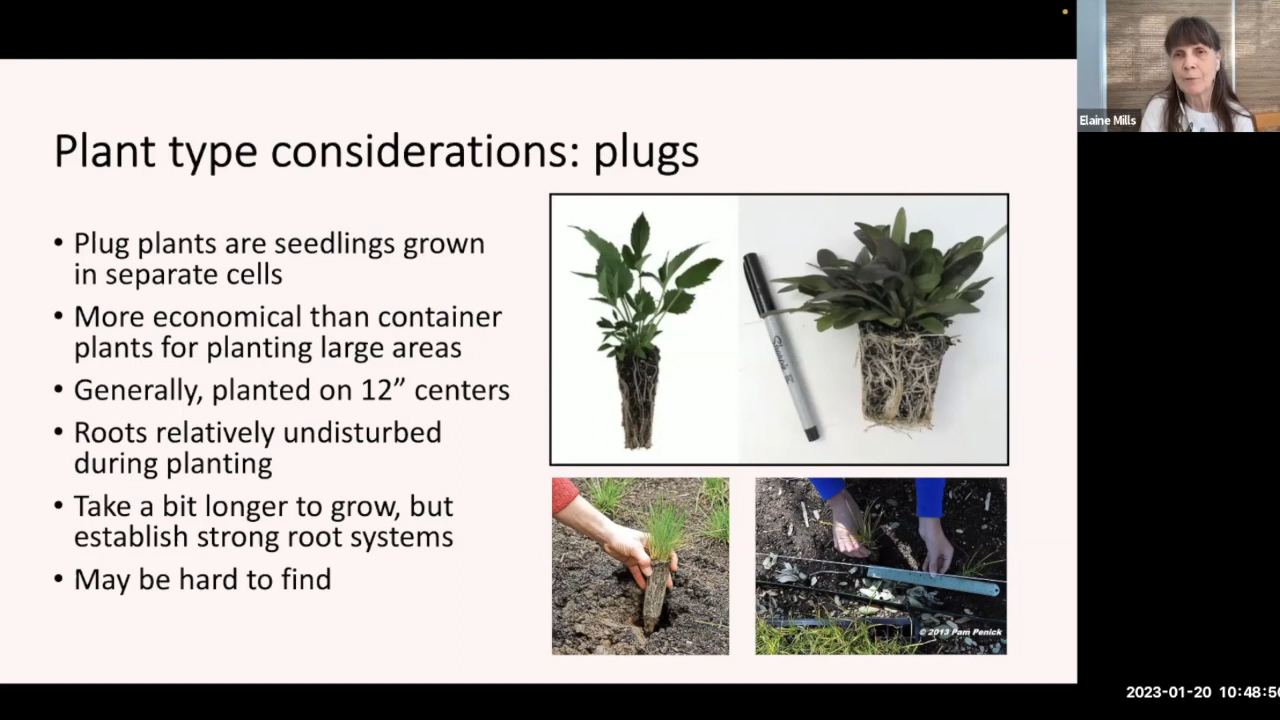 Elaine Mills
Plant type considerations: plugs
• Plug plants are seedlings grown
in separate cells
• More economical than container
plants for planting large areas
• Generally, planted on 12” centers
• Roots relatively undisturbed
during planting
• Take a bit longer to grow, but
establish strong root systems
• May be hard to find
Sharpie
© 2013 Pam Penick
2023-01-20 10:48:50